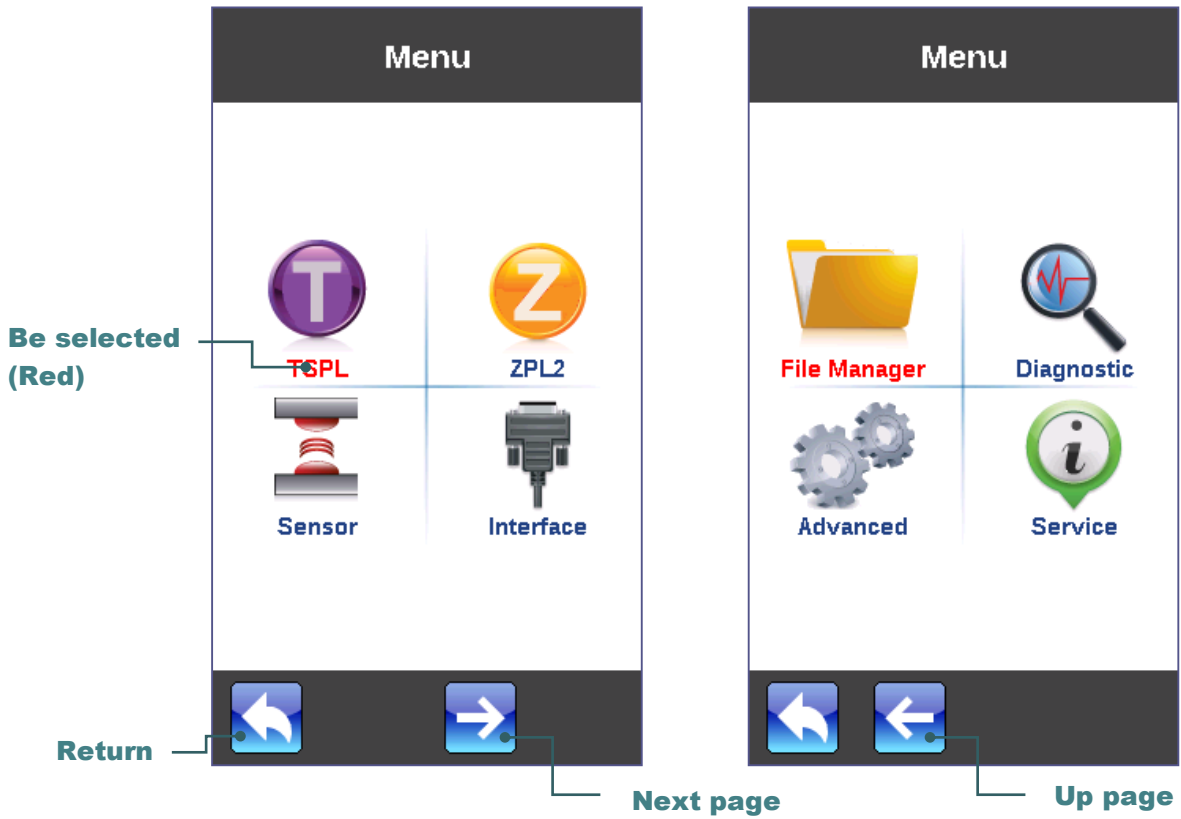 Menu
T
Z
Be selected
(Red)
TSPL
ZPL2
Sensor
Interface
Return
Next page
Menu
File Manager
Diagnostic
i
Advanced
Service
Up page